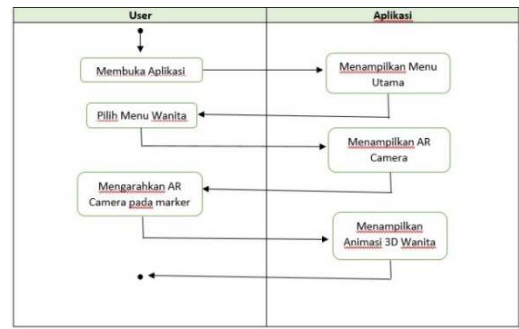 User
Aplikasi
Membuka Aplikasi
Menampilkan Menu
Utama
Pilih Menu Wanita
Menampilkan AR
Camera
Mengarahkan AR
Camera pada marker
Menampilkan
Animasi 3D Wanita